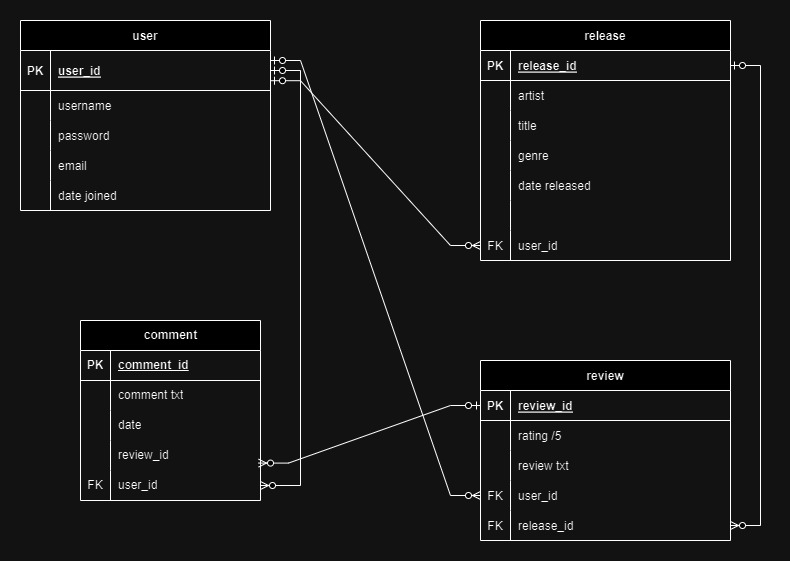 user
PK user_id
username
password
email
date joined
release
PK release_id
artist
title
genre
date released
FK user_id
comment
PK comment_id
comment txt
date
review_id
FK user_id
review
PK review_id
rating /5
review txt
FK user_id
FK release_id